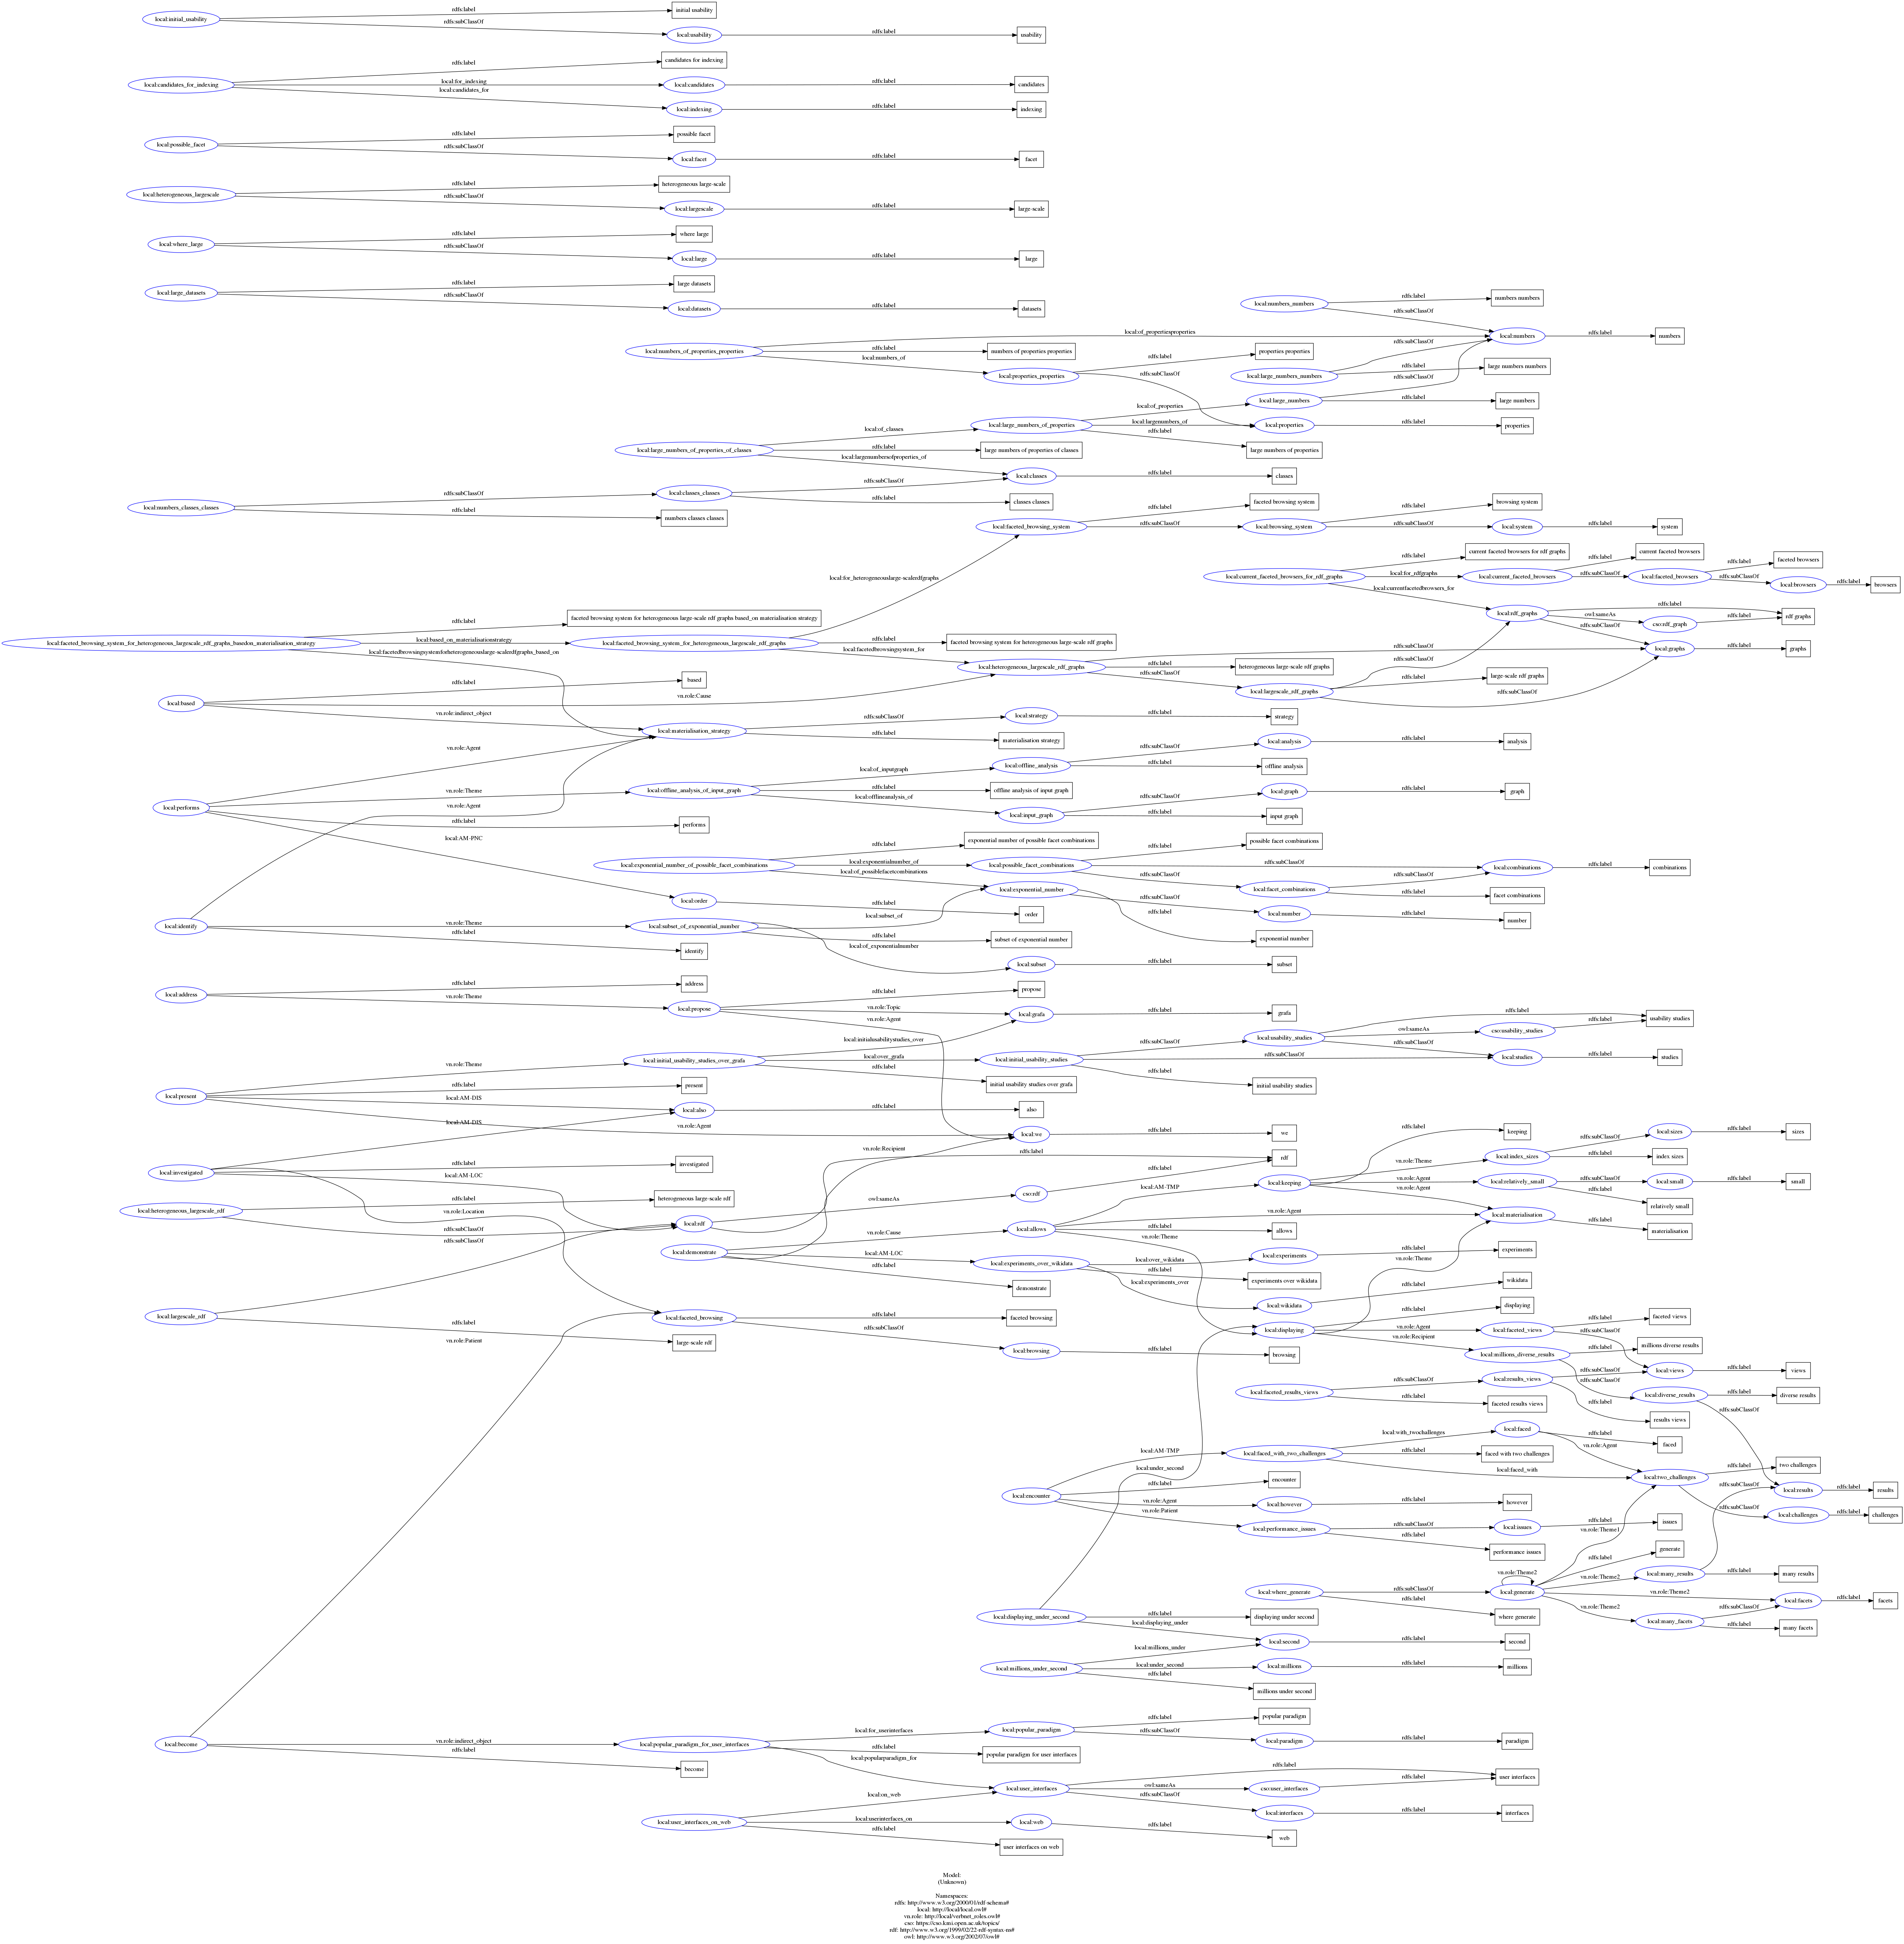 rdfs:label
initial usability
local:initial_usability
rdfs:subClassOf
local:usability
rdfs:label
usability
rdfs:label
candidates for indexing
local:candidates_for_indexing
local:for_indexing
local:candidates
rdfs:label
candidates
local:candidates_for
local:indexing
rdfs:label
indexing
rdfs:label
possible facet
local:possible_facet
rdfs:subClassOf
local:facet
rdfs:label
facet
rdfs:label
heterogeneous large-scale
local:heterogeneous_largescale
rdfs:subClassOf
local:largescale
rdfs:label
large-scale
rdfs:label
where large
local:where_large
rdfs:subClassOf
local:large
rdfs:label
large
rdfs:label
large datasets
local:large_datasets
rdfs:subClassOf
local:datasets
rdfs:label
datasets
local:numbers_numbers
rdfs:label
numbers numbers
rdfs:subClassOf
local:of_propertiesproperties
local:numbers
rdfs:label
numbers
local:numbers_of_properties_properties
rdfs:label
numbers of properties properties
local:numbers_of
local:properties_properties
rdfs:label
properties properties
rdfs:subClassOf
local:large_numbers_numbers
rdfs:subClassOf
rdfs:label
large numbers numbers
rdfs:subClassOf
local:large_numbers
rdfs:label
large numbers
local:of_properties
local:large_numbers_of_properties
local:largenumbers_of
local:properties
rdfs:label
properties
rdfs:label
large numbers of properties
local:of_classes
local:large_numbers_of_properties_of_classes
rdfs:label
large numbers of properties of classes
local:largenumbersofproperties_of
local:classes
rdfs:label
classes
local:numbers_classes_classes
rdfs:subClassOf
local:classes_classes
rdfs:subClassOf
rdfs:label
classes classes
rdfs:label
numbers classes classes
local:faceted_browsing_system
rdfs:label
faceted browsing system
rdfs:subClassOf
local:browsing_system
rdfs:label
browsing system
rdfs:subClassOf
local:system
rdfs:label
system
local:for_heterogeneouslarge-scalerdfgraphs
local:current_faceted_browsers_for_rdf_graphs
rdfs:label
current faceted browsers for rdf graphs
local:for_rdfgraphs
local:current_faceted_browsers
rdfs:label
current faceted browsers
rdfs:subClassOf
local:faceted_browsers
rdfs:label
faceted browsers
rdfs:subClassOf
local:browsers
rdfs:label
browsers
local:currentfacetedbrowsers_for
local:rdf_graphs
rdfs:label
rdf graphs
owl:sameAs
cso:rdf_graph
rdfs:label
rdfs:subClassOf
local:graphs
rdfs:label
graphs
local:faceted_browsing_system_for_heterogeneous_largescale_rdf_graphs_basedon_materialisation_strategy
rdfs:label
faceted browsing system for heterogeneous large-scale rdf graphs based_on materialisation strategy
local:based_on_materialisationstrategy
local:faceted_browsing_system_for_heterogeneous_largescale_rdf_graphs
rdfs:label
faceted browsing system for heterogeneous large-scale rdf graphs
local:facetedbrowsingsystem_for
local:facetedbrowsingsystemforheterogeneouslarge-scalerdfgraphs_based_on
local:heterogeneous_largescale_rdf_graphs
rdfs:subClassOf
rdfs:label
heterogeneous large-scale rdf graphs
rdfs:subClassOf
local:largescale_rdf_graphs
rdfs:subClassOf
rdfs:label
large-scale rdf graphs
rdfs:subClassOf
local:based
rdfs:label
based
vn.role:Cause
vn.role:indirect_object
local:materialisation_strategy
rdfs:subClassOf
local:strategy
rdfs:label
strategy
rdfs:label
materialisation strategy
vn.role:Agent
local:performs
vn.role:Theme
local:offline_analysis_of_input_graph
local:of_inputgraph
local:offline_analysis
rdfs:subClassOf
local:analysis
rdfs:label
analysis
rdfs:label
offline analysis
rdfs:label
offline analysis of input graph
local:offlineanalysis_of
local:input_graph
rdfs:subClassOf
local:graph
rdfs:label
graph
rdfs:label
input graph
vn.role:Agent
rdfs:label
performs
local:AM-PNC
local:exponential_number_of_possible_facet_combinations
rdfs:label
exponential number of possible facet combinations
local:exponentialnumber_of
local:possible_facet_combinations
rdfs:label
possible facet combinations
rdfs:subClassOf
local:combinations
rdfs:label
combinations
rdfs:subClassOf
local:facet_combinations
rdfs:subClassOf
rdfs:label
facet combinations
local:of_possiblefacetcombinations
local:exponential_number
rdfs:subClassOf
local:number
rdfs:label
number
rdfs:label
exponential number
local:order
rdfs:label
order
local:identify
vn.role:Theme
local:subset_of_exponential_number
local:subset_of
rdfs:label
subset of exponential number
local:of_exponentialnumber
local:subset
rdfs:label
subset
rdfs:label
identify
local:address
rdfs:label
address
vn.role:Theme
local:propose
rdfs:label
propose
vn.role:Topic
local:grafa
rdfs:label
grafa
vn.role:Agent
local:initialusabilitystudies_over
local:initial_usability_studies_over_grafa
local:over_grafa
local:initial_usability_studies
rdfs:subClassOf
local:usability_studies
rdfs:label
usability studies
owl:sameAs
cso:usability_studies
rdfs:label
rdfs:subClassOf
rdfs:subClassOf
local:studies
rdfs:label
studies
rdfs:label
initial usability studies
rdfs:label
initial usability studies over grafa
vn.role:Theme
local:present
rdfs:label
present
local:AM-DIS
local:also
rdfs:label
also
vn.role:Agent
local:AM-DIS
local:we
rdfs:label
we
vn.role:Recipient
rdfs:label
rdf
local:investigated
rdfs:label
investigated
local:AM-LOC
vn.role:Location
local:heterogeneous_largescale_rdf
rdfs:label
heterogeneous large-scale rdf
rdfs:subClassOf
local:rdf
owl:sameAs
cso:rdf
rdfs:label
rdfs:subClassOf
local:keeping
rdfs:label
keeping
vn.role:Theme
local:index_sizes
rdfs:subClassOf
local:sizes
rdfs:label
sizes
rdfs:label
index sizes
vn.role:Agent
local:relatively_small
rdfs:subClassOf
local:small
rdfs:label
small
rdfs:label
relatively small
vn.role:Agent
local:materialisation
rdfs:label
materialisation
local:demonstrate
vn.role:Cause
local:allows
local:AM-TMP
vn.role:Agent
rdfs:label
allows
vn.role:Theme
local:AM-LOC
local:experiments_over_wikidata
local:over_wikidata
local:experiments
rdfs:label
experiments
rdfs:label
experiments over wikidata
local:experiments_over
local:wikidata
rdfs:label
wikidata
rdfs:label
demonstrate
vn.role:Theme
local:largescale_rdf
rdfs:label
large-scale rdf
vn.role:Patient
local:faceted_browsing
rdfs:label
faceted browsing
rdfs:subClassOf
local:browsing
rdfs:label
browsing
local:displaying
rdfs:label
displaying
vn.role:Agent
local:faceted_views
rdfs:label
faceted views
rdfs:subClassOf
vn.role:Recipient
local:millions_diverse_results
rdfs:label
millions diverse results
rdfs:subClassOf
local:views
rdfs:label
views
local:faceted_results_views
rdfs:subClassOf
local:results_views
rdfs:subClassOf
rdfs:label
results views
rdfs:label
faceted results views
local:diverse_results
rdfs:label
diverse results
rdfs:subClassOf
local:AM-TMP
local:faced_with_two_challenges
local:with_twochallenges
local:faced
rdfs:label
faced
vn.role:Agent
rdfs:label
faced with two challenges
local:faced_with
local:two_challenges
rdfs:label
two challenges
rdfs:subClassOf
local:challenges
rdfs:label
challenges
local:under_second
local:encounter
rdfs:label
encounter
vn.role:Agent
local:however
rdfs:label
however
vn.role:Patient
local:performance_issues
rdfs:subClassOf
local:issues
rdfs:label
issues
rdfs:label
performance issues
rdfs:subClassOf
local:results
rdfs:label
results
vn.role:Theme1
vn.role:Theme2
rdfs:label
generate
local:where_generate
rdfs:subClassOf
local:generate
vn.role:Theme2
local:many_results
rdfs:label
many results
rdfs:label
where generate
vn.role:Theme2
local:facets
rdfs:label
facets
vn.role:Theme2
local:many_facets
rdfs:subClassOf
rdfs:label
many facets
local:displaying_under_second
rdfs:label
displaying under second
local:displaying_under
local:second
rdfs:label
second
local:millions_under_second
local:millions_under
local:under_second
local:millions
rdfs:label
millions
rdfs:label
millions under second
local:become
vn.role:indirect_object
local:popular_paradigm_for_user_interfaces
local:for_userinterfaces
local:popular_paradigm
rdfs:label
popular paradigm
rdfs:subClassOf
local:paradigm
rdfs:label
paradigm
rdfs:label
popular paradigm for user interfaces
local:popularparadigm_for
rdfs:label
become
local:user_interfaces
rdfs:label
user interfaces
owl:sameAs
cso:user_interfaces
rdfs:label
rdfs:subClassOf
local:interfaces
rdfs:label
interfaces
local:user_interfaces_on_web
local:on_web
local:userinterfaces_on
local:web
rdfs:label
web
rdfs:label
user interfaces on web
Model:
(Unknown)
Namespaces:
rdfs: http://www.w3.org/2000/01/rdf-schema#
local: http://local/local.owl#
vn.role: http://local/verbnet_roles.owl#
cso: https://cso.kmi.open.ac.uk/topics/
rdf: http://www.w3.org/1999/02/22-rdf-syntax-ns#
owl: http://www.w3.org/2002/07/owl#